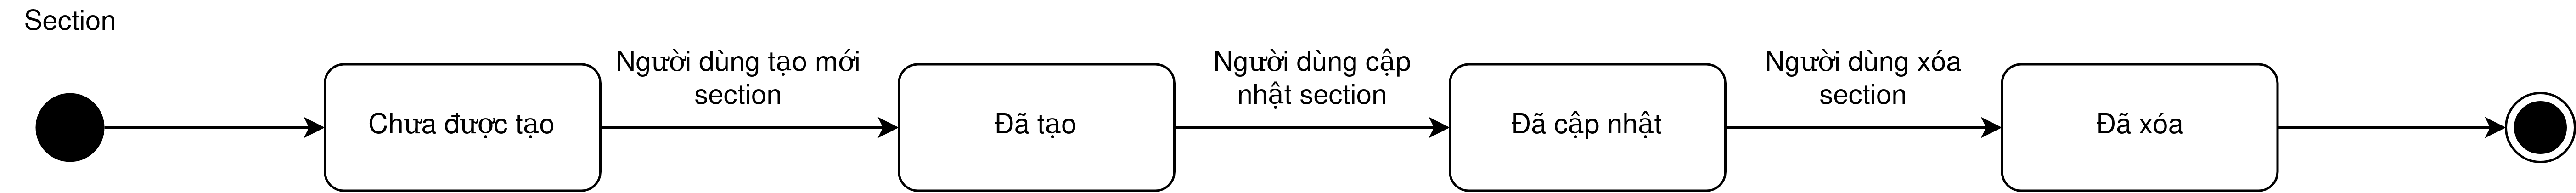 Section
Chưa được tạo
Người dùng tạo mới
section
Đã tạo
Người dùng cập
nhật section
Đã cập nhật
Người dùng xóa
section
Đã xóa